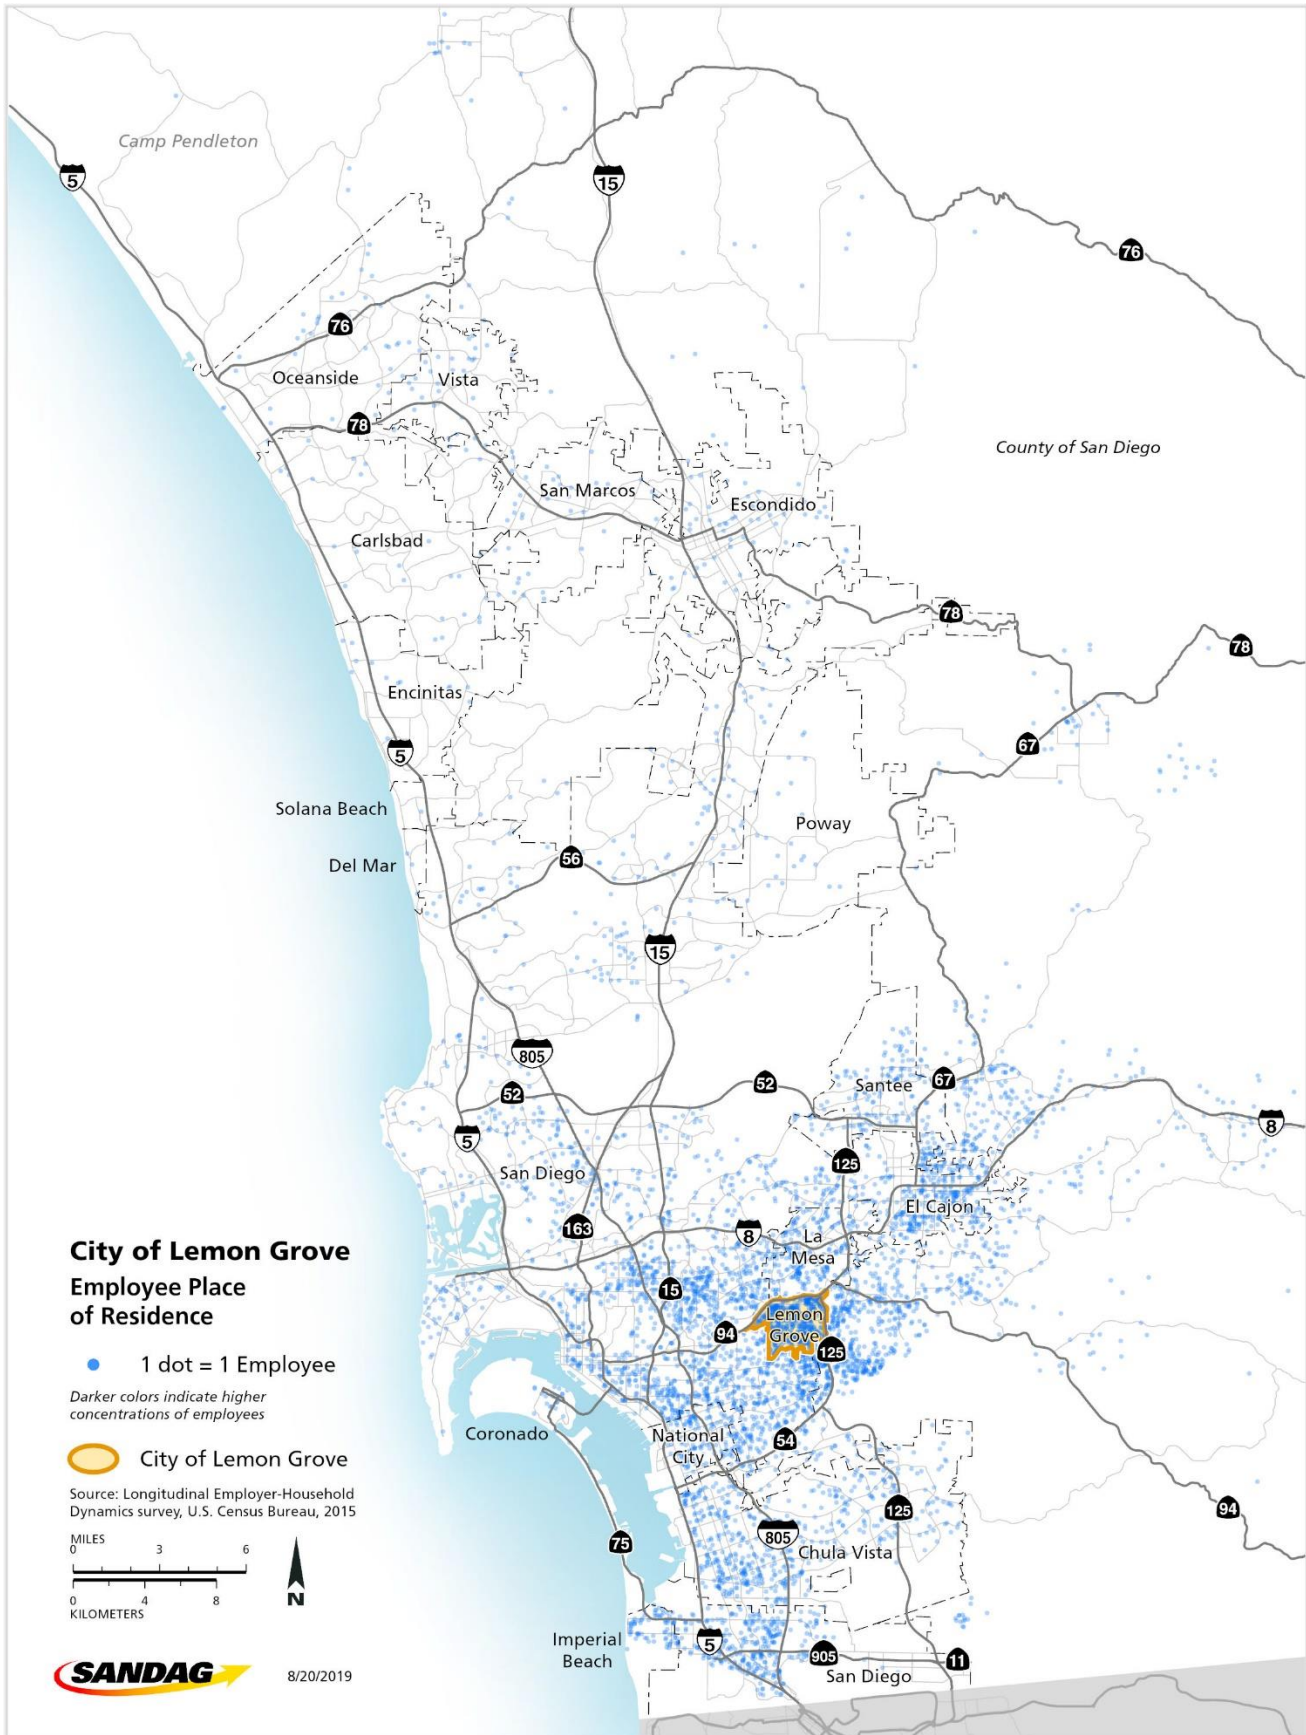 Camp Pendleton
5
15
76
76
Oceanside
Vista
78
County of San Diego
San Marcos
Escondido
Carlsbad
78
78
Encinitas
67
5
Solana Beach
Poway
Del Mar
56
15
805
52
Santee
67
52
8
5
125
San Diego
El Cajon
163
8
La
Mesa
15
Lemon
Grove
94
125
City of Lemon Grove
Employee Place
of Residence
1 dot = 1 Employee
Darker colors indicate higher
concentrations of employees
City of Lemon Grove
Source: Longitudinal Employer-Household
Dynamics survey, U.S. Census Bureau, 2015
MILES
0 3 6
0 4 8
KILOMETERS
N
Coronado
National
City
54
94
125
75
805
Chula Vista
Imperial
Beach
5
905
11
San Diego
SANDAG
8/20/2019